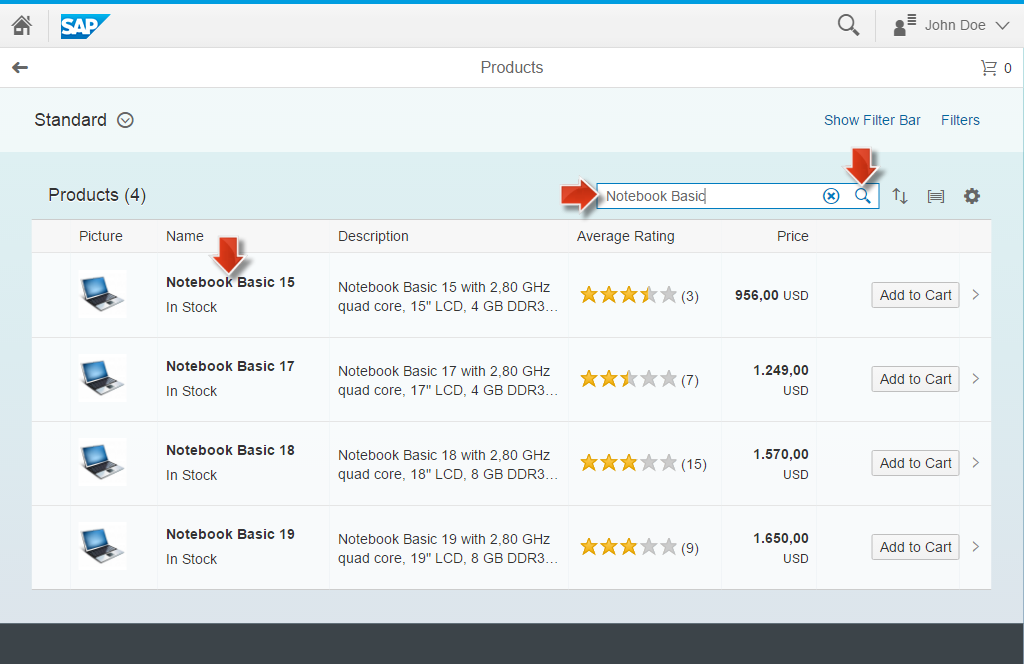 SAP
John Doe
Products
0
Standard
Show Filter Bar Filters
Products (4)
Notebook Basic
Picture Name Description Average Rating Price
Notebook Basic 15
In Stock
Notebook Basic 15 with 2,80 GHz
quad core, 15" LCD, 4 GB DDR3...
(3)
956,00 USD
Add to Cart
Notebook Basic 17
In Stock
Notebook Basic 17 with 2,80 GHz
quad core, 17" LCD, 4 GB DDR3...
(7)
1.249,00
USD
Add to Cart
Notebook Basic 18
In Stock
Notebook Basic 18 with 2,80 GHz
quad core, 18" LCD, 8 GB DDR3...
(15)
1.570,00
USD
Add to Cart
Notebook Basic 19
In Stock
Notebook Basic 19 with 2,80 GHz
quad core, 19" LCD, 8 GB DDR3...
(9)
1.650,00
USD
Add to Cart